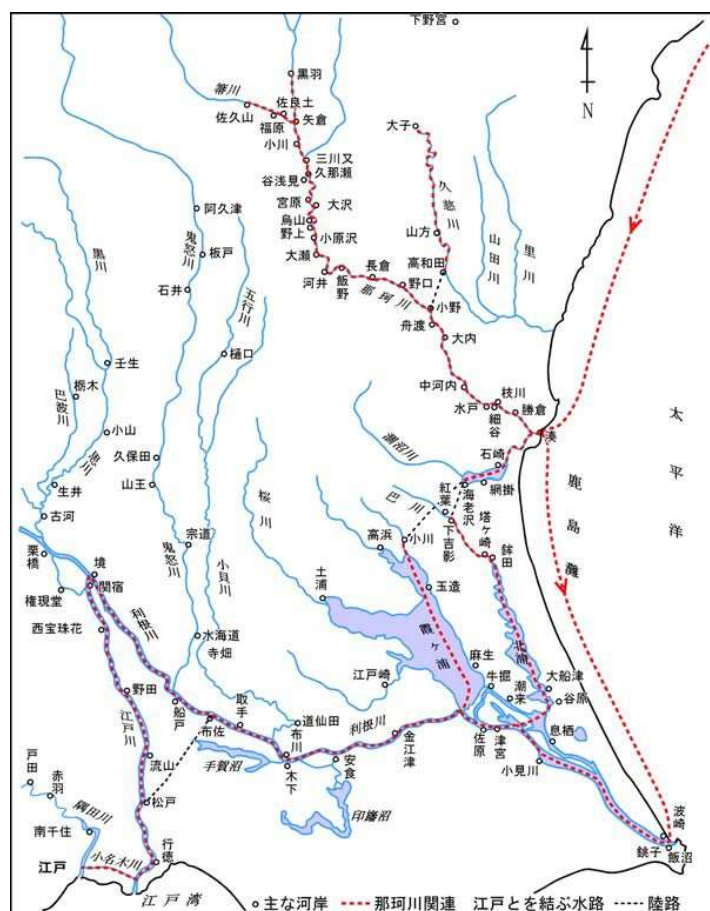 下野宮
N
黒羽
箒川
佐久山
福原
佐良土
矢倉
小川
三川又
久那瀬
谷浅見
宮原
大沢
烏山
野上
小原沢
大瀬
河井
飯野
長倉
野口
那珂川
大子
久慈川
山方
高和田
山田川
里川
小野
舟渡
大内
中河内
水戸
細谷
枝川
勝倉
湊
太平洋
鹿島灘
阿久津
鬼怒川
板戸
石井
五行川
樋口
黒川
壬生
栃木
巴波川
小山
思川
生井
古河
栗橋
権現堂
久保田
山王
宗道
鬼怒川
小貝川
桜川
水海道
寺畑
土浦
涸沼川
石崎
網掛
海老沢
紅葉
巴川
下吉影
塔ヶ崎
鉾田
高浜
小川
玉造
霞ヶ浦
北浦
麻生
牛掘
潮来
大船津
谷原
息栖
江戸崎
境
関宿
利根川
西宝珠花
野田
江戸川
船戸
布佐
取手
道仙田
布川
木下
手賀沼
安食
印旛沼
利根川
金江津
佐原
津宮
小見川
波崎
銚子
飯沼
流山
松戸
戸田
赤羽
隅田川
南千住
江戸
小名木川
行徳
江戸湾
主な河岸
那珂川関連 江戸とを結ぶ水路
陸路